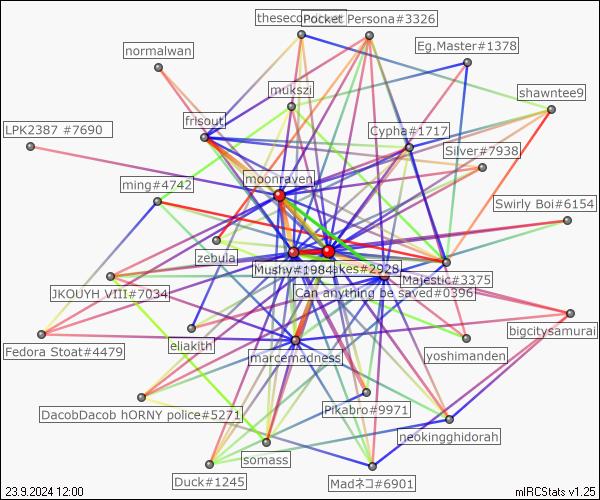 thesecon
Pocket Persona#3326
normalwan
Eg.Master#1378
mukszi
shawntee9
frisout
Cypha#1717
LPK2387 #7690
Silver#7938
moonraven
ming#4742
Swirly Boi#6154
zebula
Mushy#1984
akes#2928
Majestic#3375
JKOUYH VIII#7034
Can anything be saved#0396
bigcitysamurai
Fedora Stoat#4479
eliakith
yoshimanden
marcemadness
DacobDacob hORNY police#5271
Pikabro#9971
neokingghidorah
somass
Duck#1245
Madネコ#6901
23.9.2024 12:00
mIRCStats v1.25